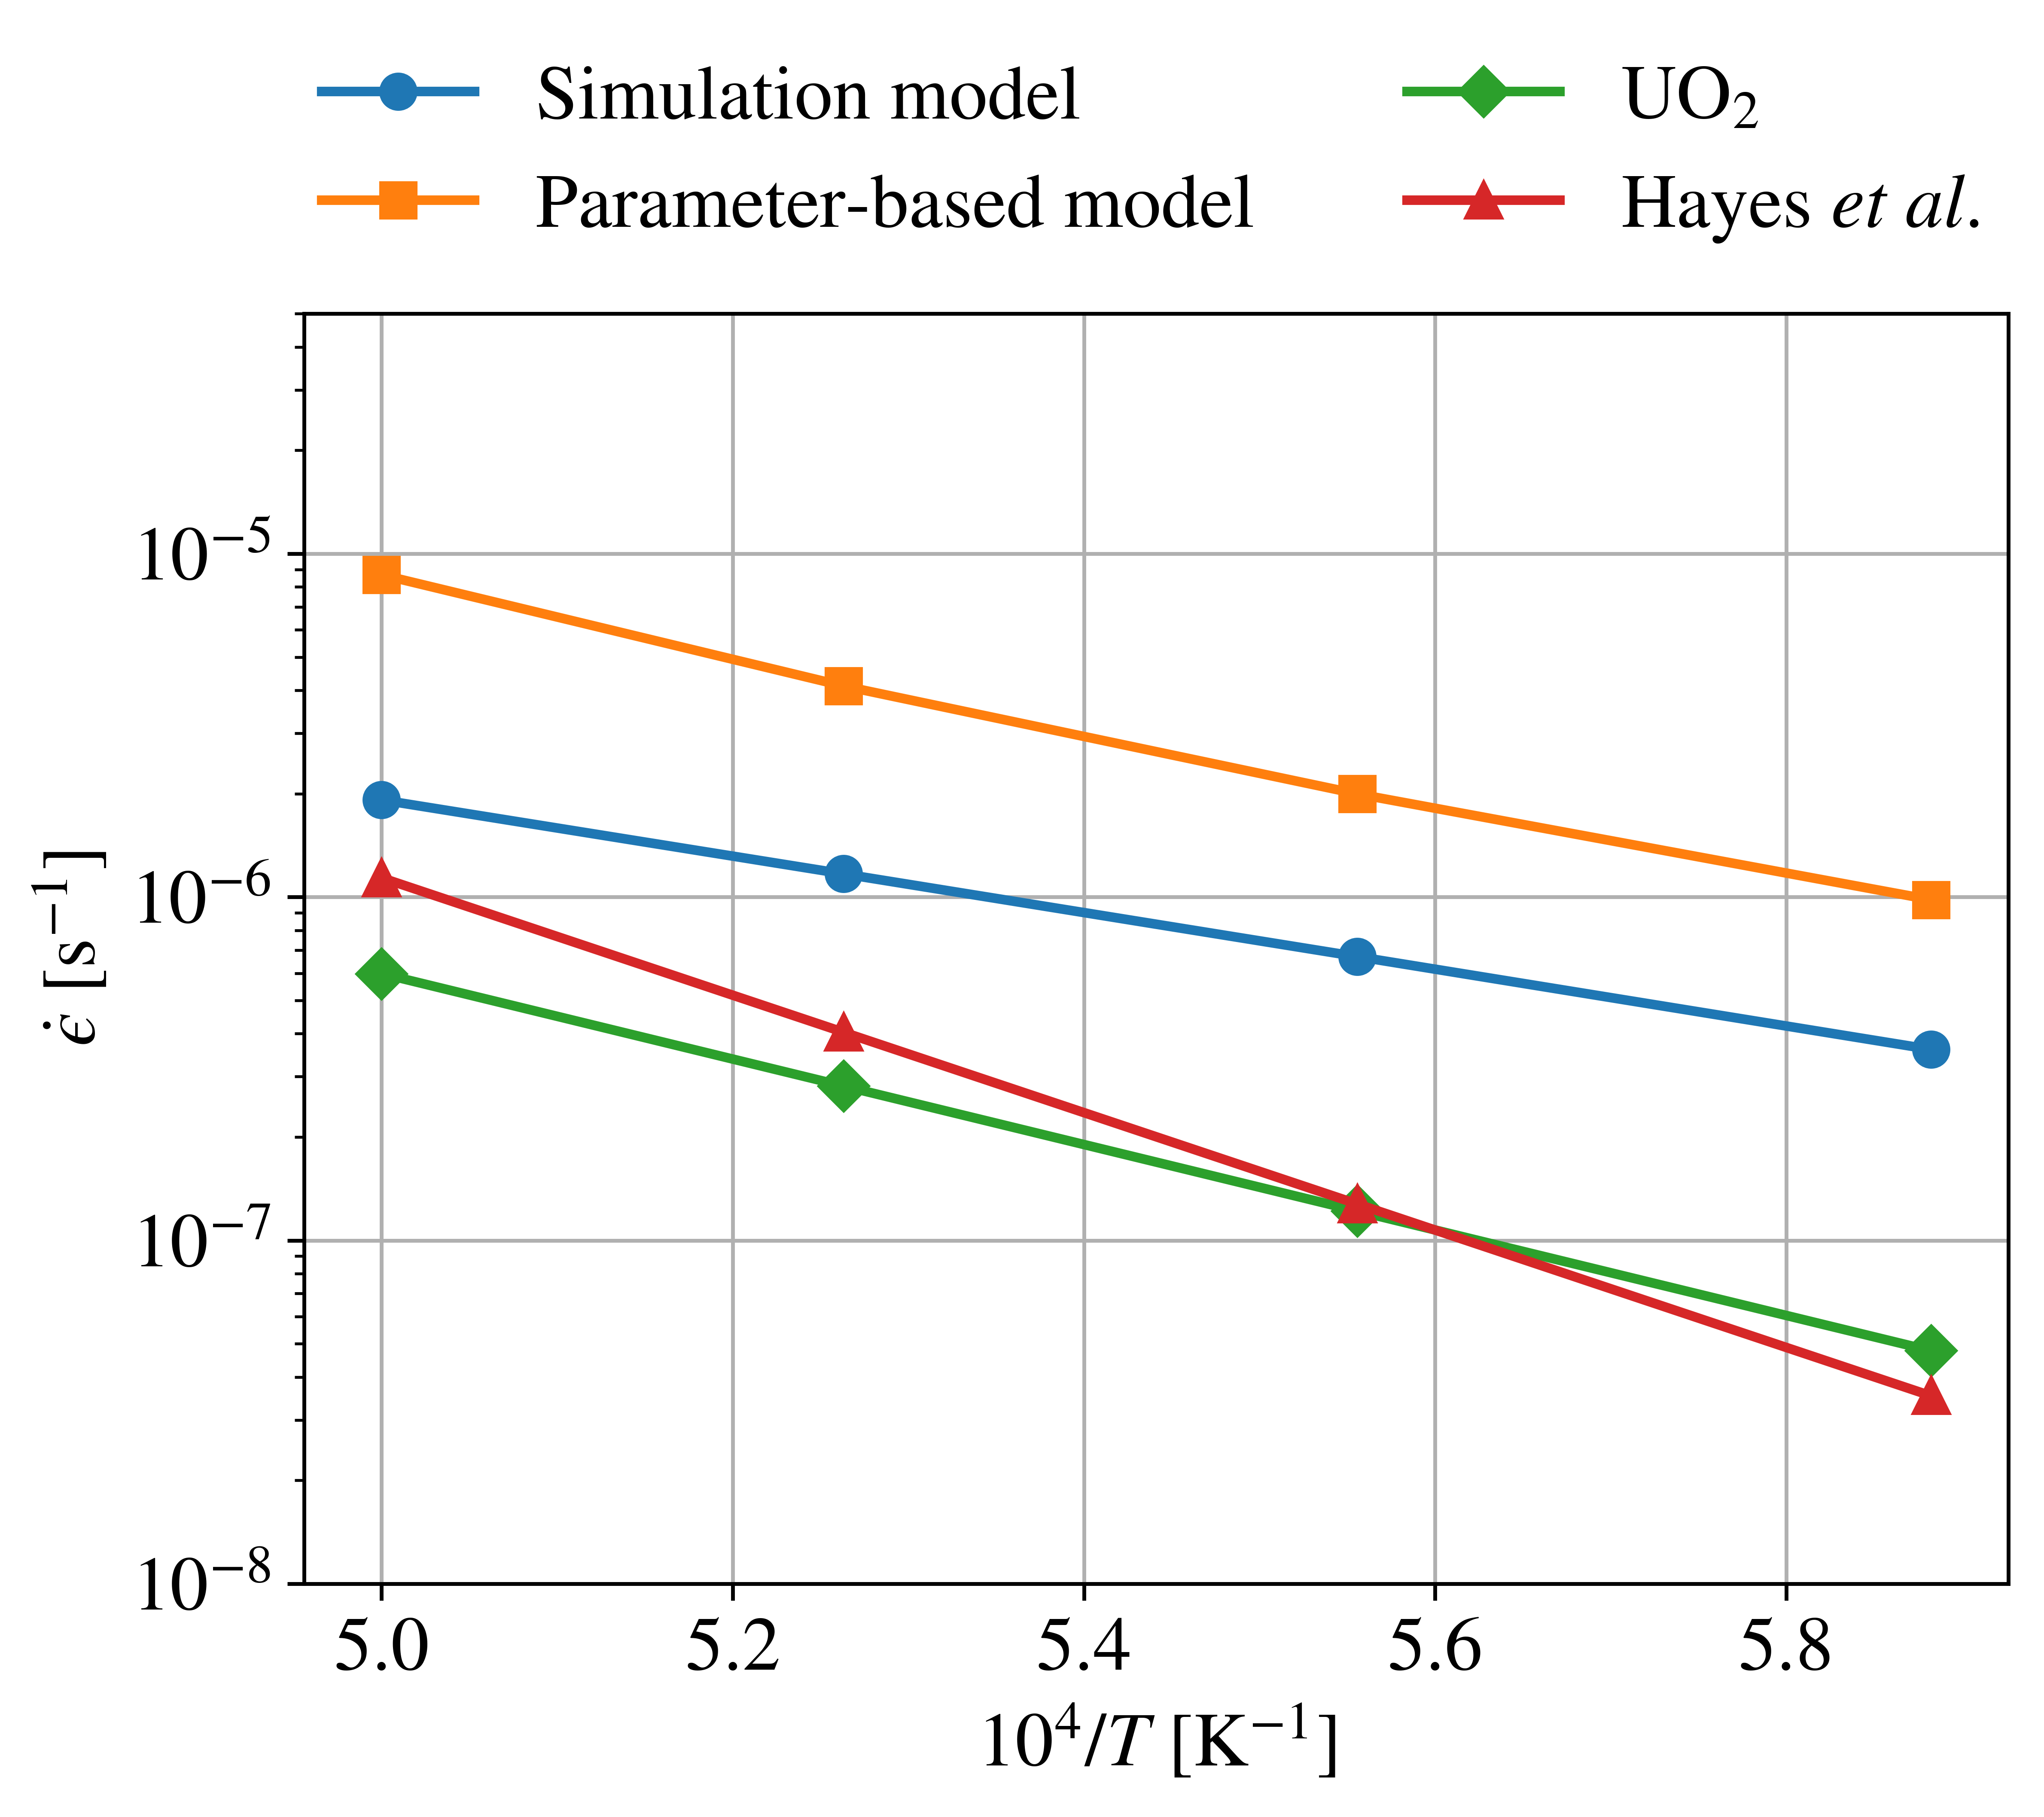 Simulation model
Parameter-based model
UO₂
Hayes et al.
10⁻⁵
10⁻⁶
10⁻⁷
10⁻⁸
ϵ̇ [s⁻¹]
5.0 5.2 5.4 5.6 5.8
10⁴/T [K⁻¹]